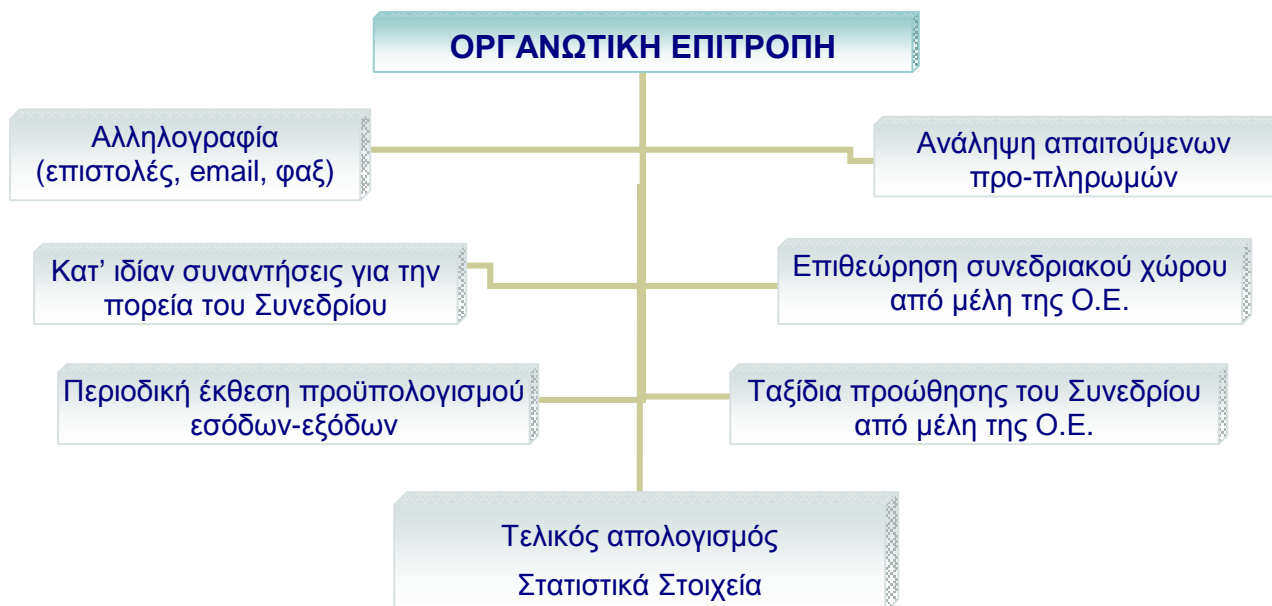 ΟΡΓΑΝΩΤΙΚΗ ΕΠΙΤΡΟΠΗ
Αλληλογραφία
(επιστολές, email, φαξ)
Ανάληψη απαιτούμενων
προ-πληρωμών
Κατ’ ιδίαν συναντήσεις για την
πορεία του Συνεδρίου
Επιθεώρηση συνεδριακού χώρου
από μέλη της Ο.Ε.
Περιοδική έκθεση προϋπολογισμού
εσόδων-εξόδων
Ταξίδια προώθησης του Συνεδρίου
από μέλη της Ο.Ε.
Τελικός απολογισμός
Στατιστικά Στοιχεία